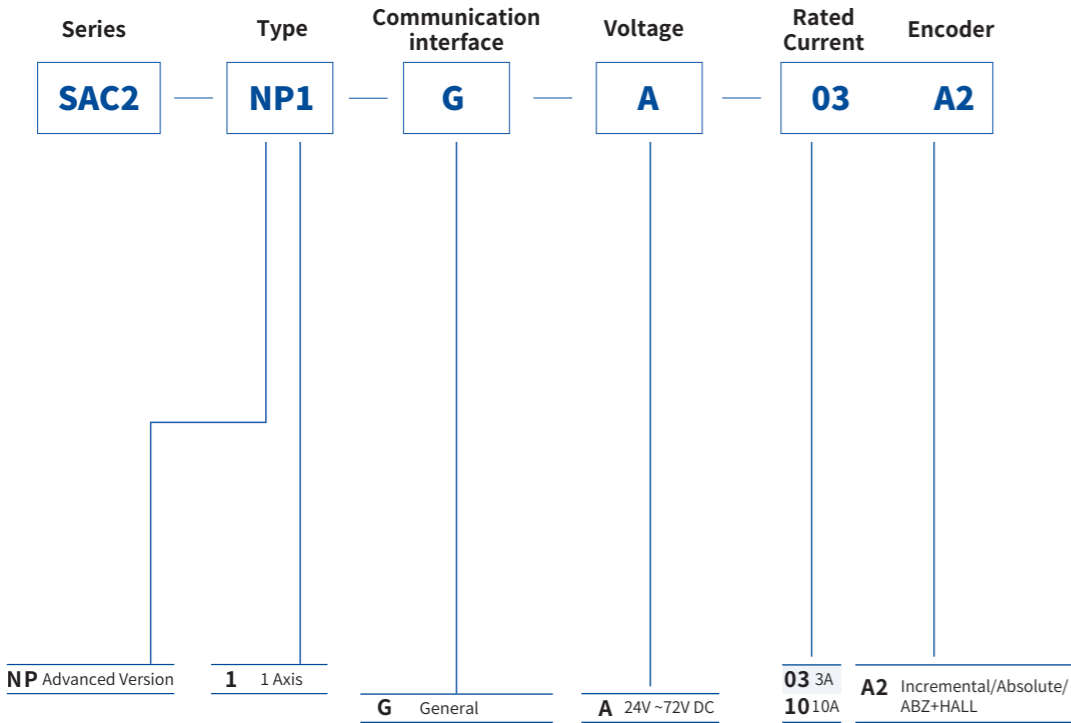 Series
Type
Communication
interface
Voltage
Rated
Current
Encoder
SAC2
NP1
G
A
03
A2
NP Advanced Version
1 1 Axis
G General
A 24V ~72V DC
03 3A
10 10A
A2 Incremental/Absolute/
ABZ+HALL